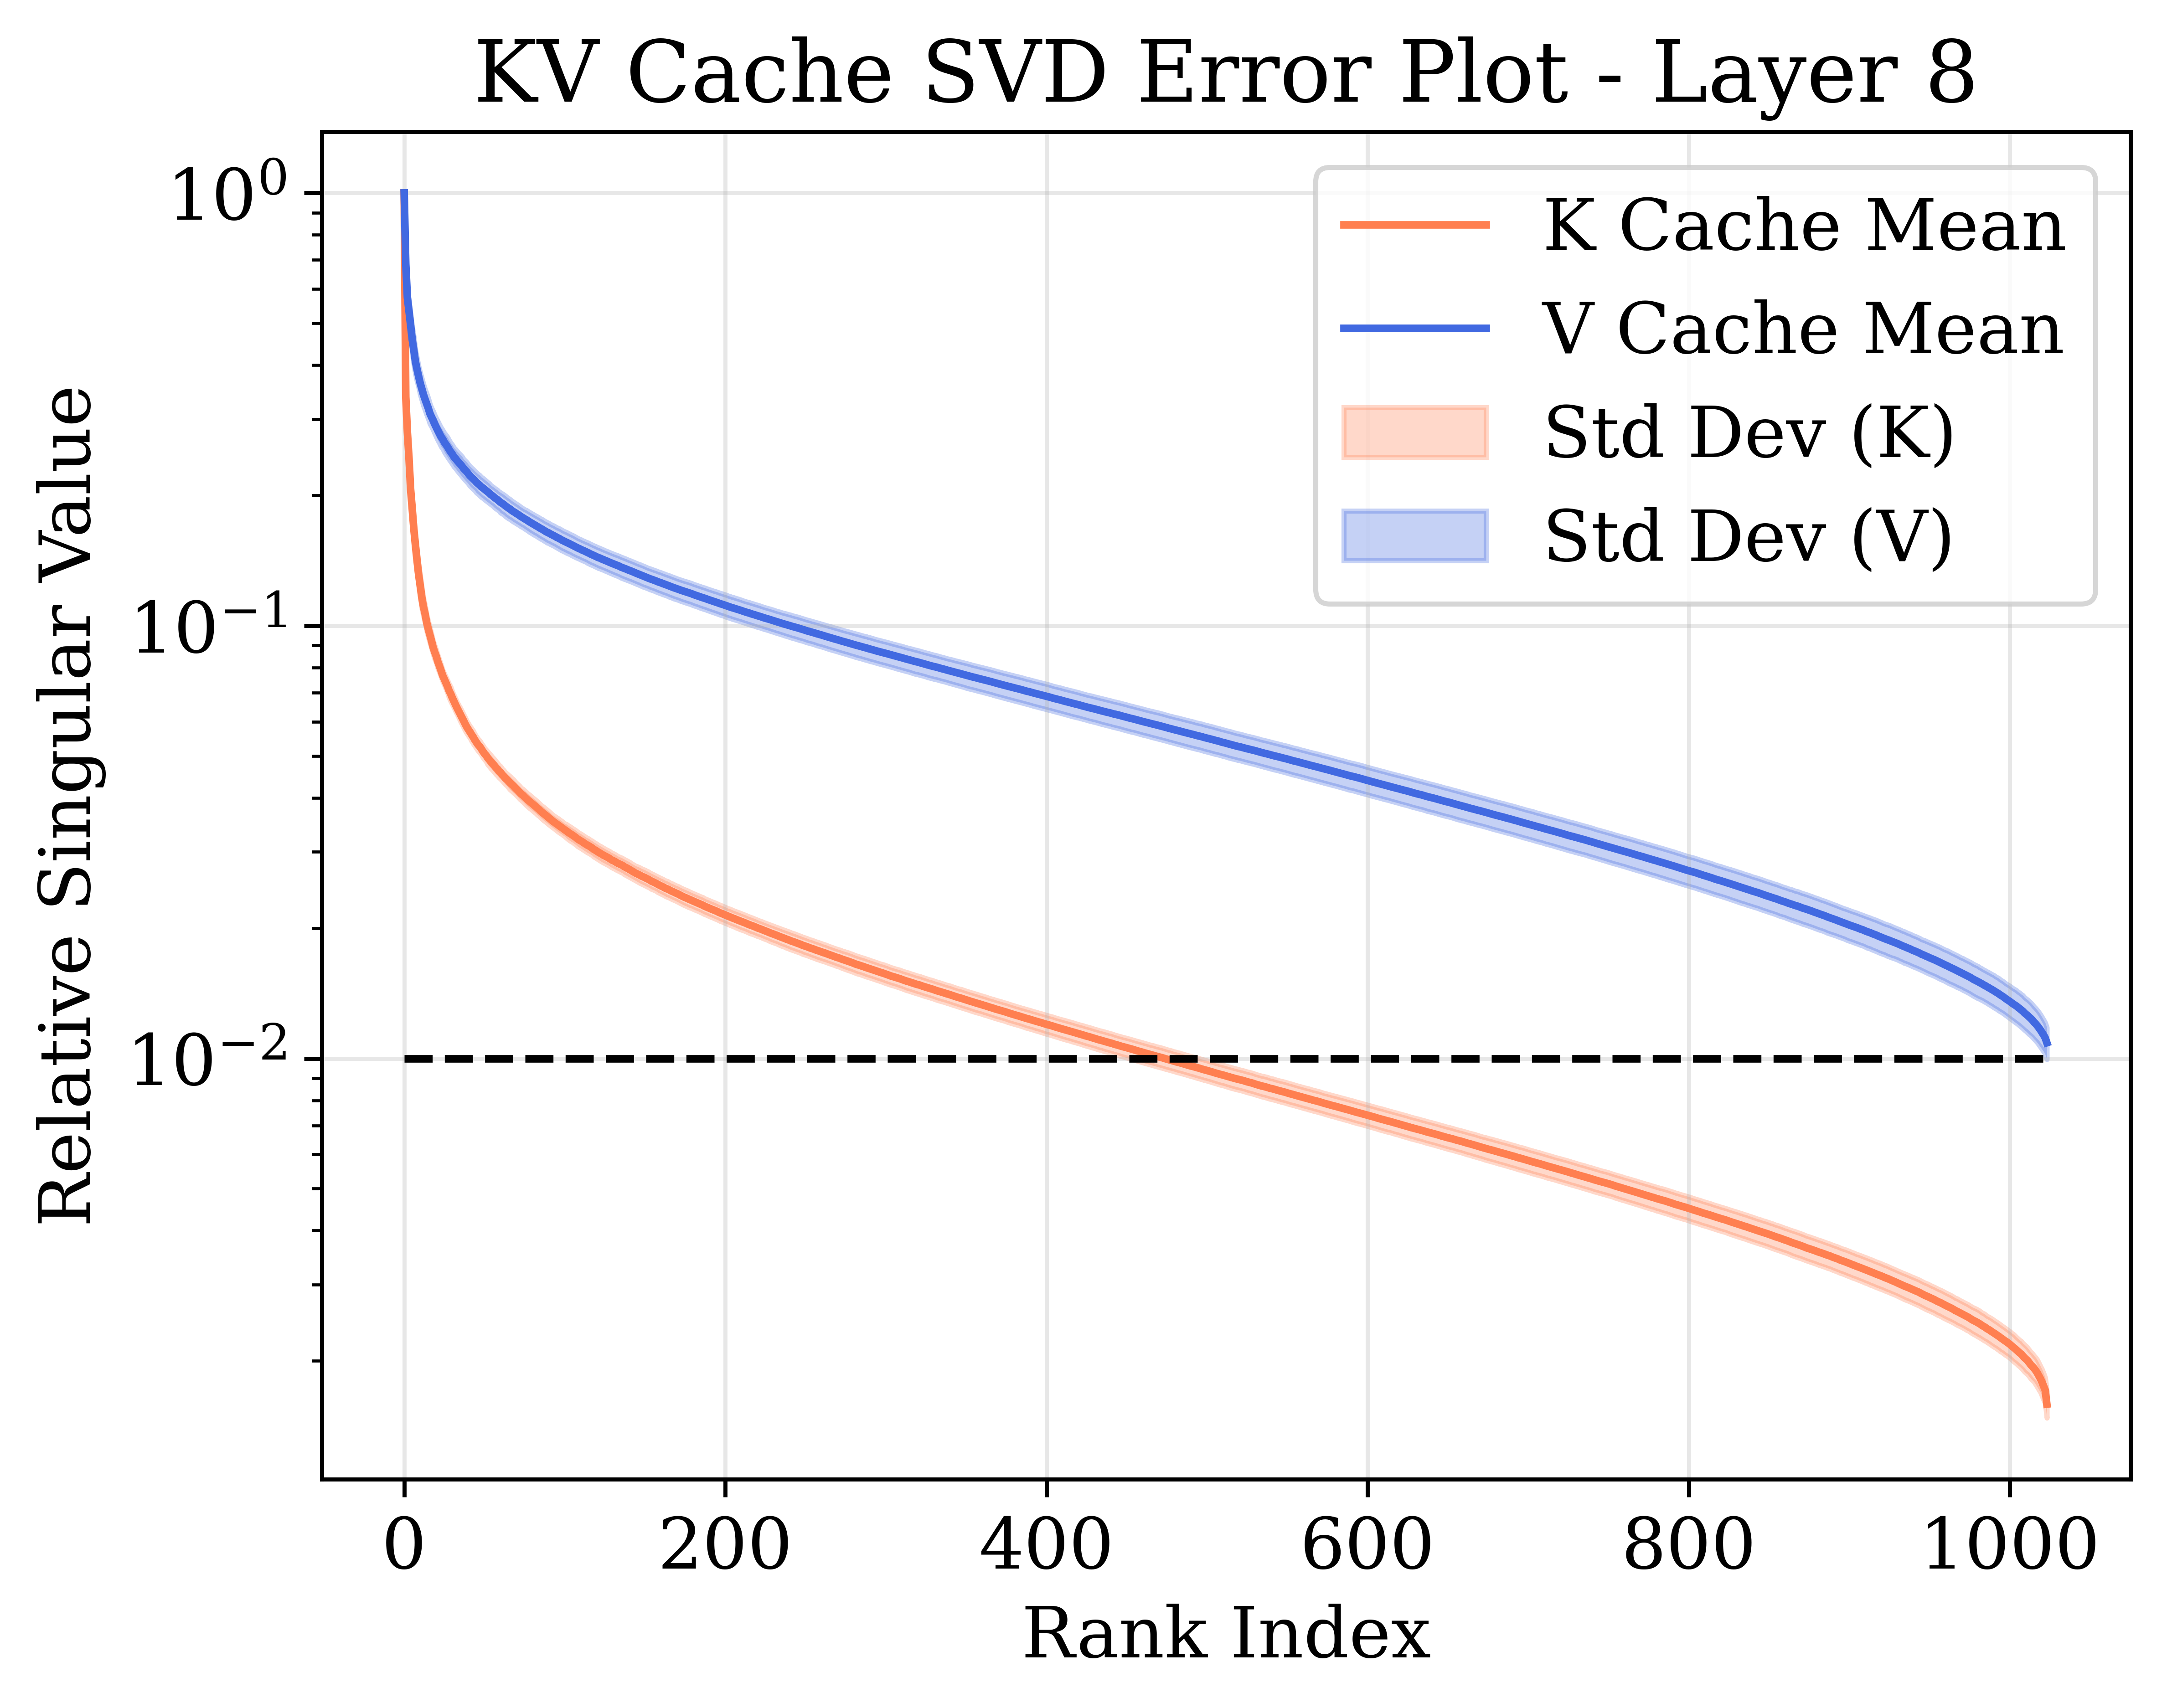 KV Cache SVD Error Plot - Layer 8
Relative Singular Value
10⁰
10⁻¹
10⁻²
K Cache Mean
V Cache Mean
Std Dev (K)
Std Dev (V)
0 200 400 600 800 1000
Rank Index